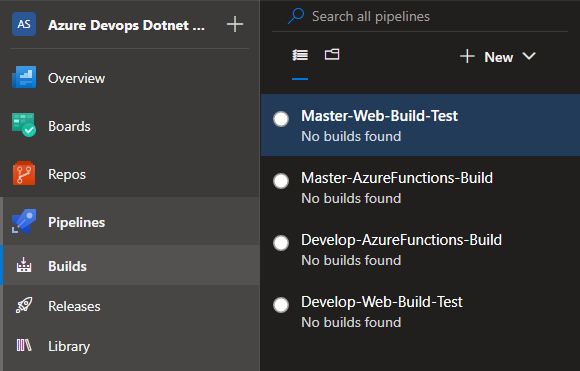 AS Azure Devops Dotnet ...
Overview
Boards
Repos
Pipelines
Builds
Releases
Library
Search all pipelines
New
Master-Web-Build-Test
No builds found
Master-AzureFunctions-Build
No builds found
Develop-AzureFunctions-Build
No builds found
Develop-Web-Build-Test
No builds found